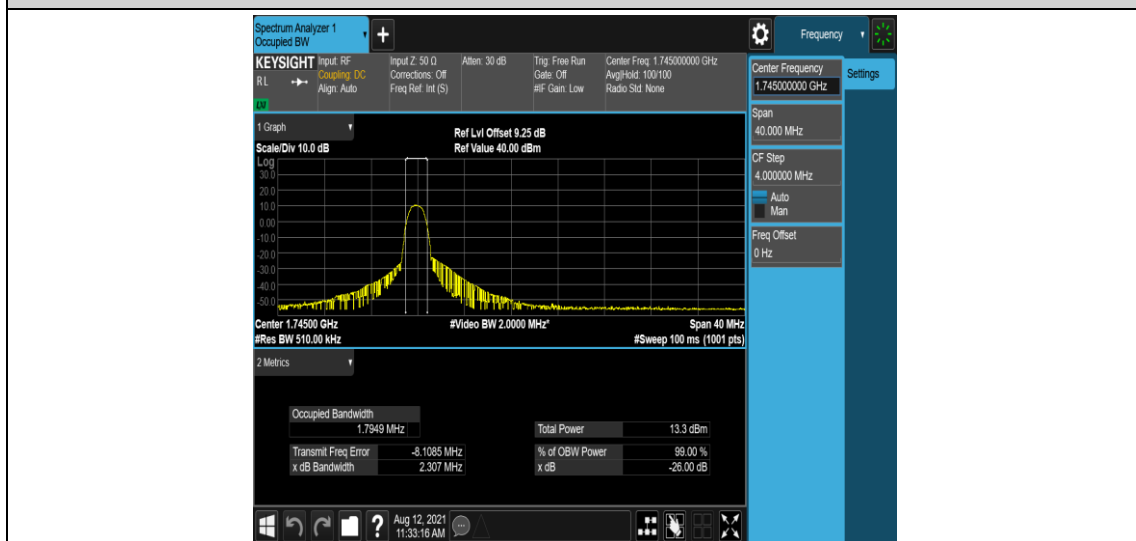 Spectrum Analyzer 1
Occupied BW
+
Frequency
KEYSIGHT
RL
LXI
Input: RF
Coupling: DC
Align: Auto
Input Z: 50 Ω
Corrections: Off
Freq Ref: Int (S)
Atten: 30 dB
Trig: Free Run
Gate: Off
#IF Gain: Low
Center Freq: 1.745000000 GHz
Avg|Hold: 100/100
Radio Std: None
Center Frequency
1.745000000 GHz
Settings
Span
40.000 MHz
CF Step
4.000000 MHz
Auto
Man
Freq Offset
0 Hz
1 Graph
Ref Lvl Offset 9.25 dB
Scale/Div 10.0 dB
Ref Value 40.00 dBm
Log
30.0
20.0
10.0
0.00
-10.0
-20.0
-30.0
-40.0
-50.0
Center 1.74500 GHz
#Video BW 2.0000 MHz*
Span 40 MHz
#Res BW 510.00 kHz
#Sweep 100 ms (1001 pts)
2 Metrics
Occupied Bandwidth
1.7949 MHz
Total Power 13.3 dBm
Transmit Freq Error -8.1085 MHz
% of OBW Power 99.00 %
x dB Bandwidth 2.307 MHz
x dB -26.00 dB
?
Aug 12, 2021
11:33:16 AM